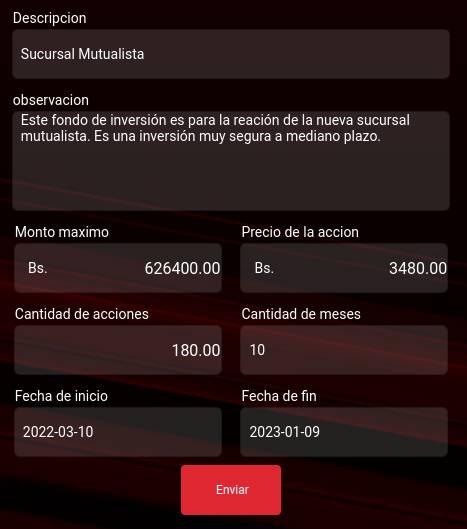 Descripcion
Sucursal Mutualista
observacion
Este fondo de inversión es para la reación de la nueva sucursal
mutualista. Es una inversión muy segura a mediano plazo.
Monto maximo
Precio de la accion
Bs. 626400.00
Bs. 3480.00
Cantidad de acciones
Cantidad de meses
180.00
10
Fecha de inicio
Fecha de fin
2022-03-10
2023-01-09
Enviar